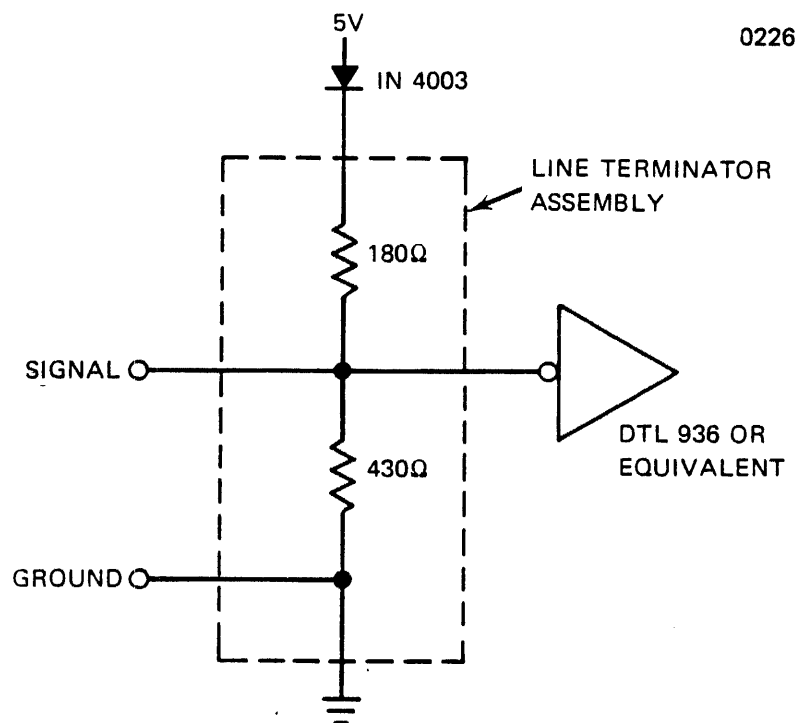 5V
0226
IN 4003
LINE TERMINATOR
ASSEMBLY
180Ω
SIGNAL
DTL 936 OR
EQUIVALENT
430Ω
GROUND